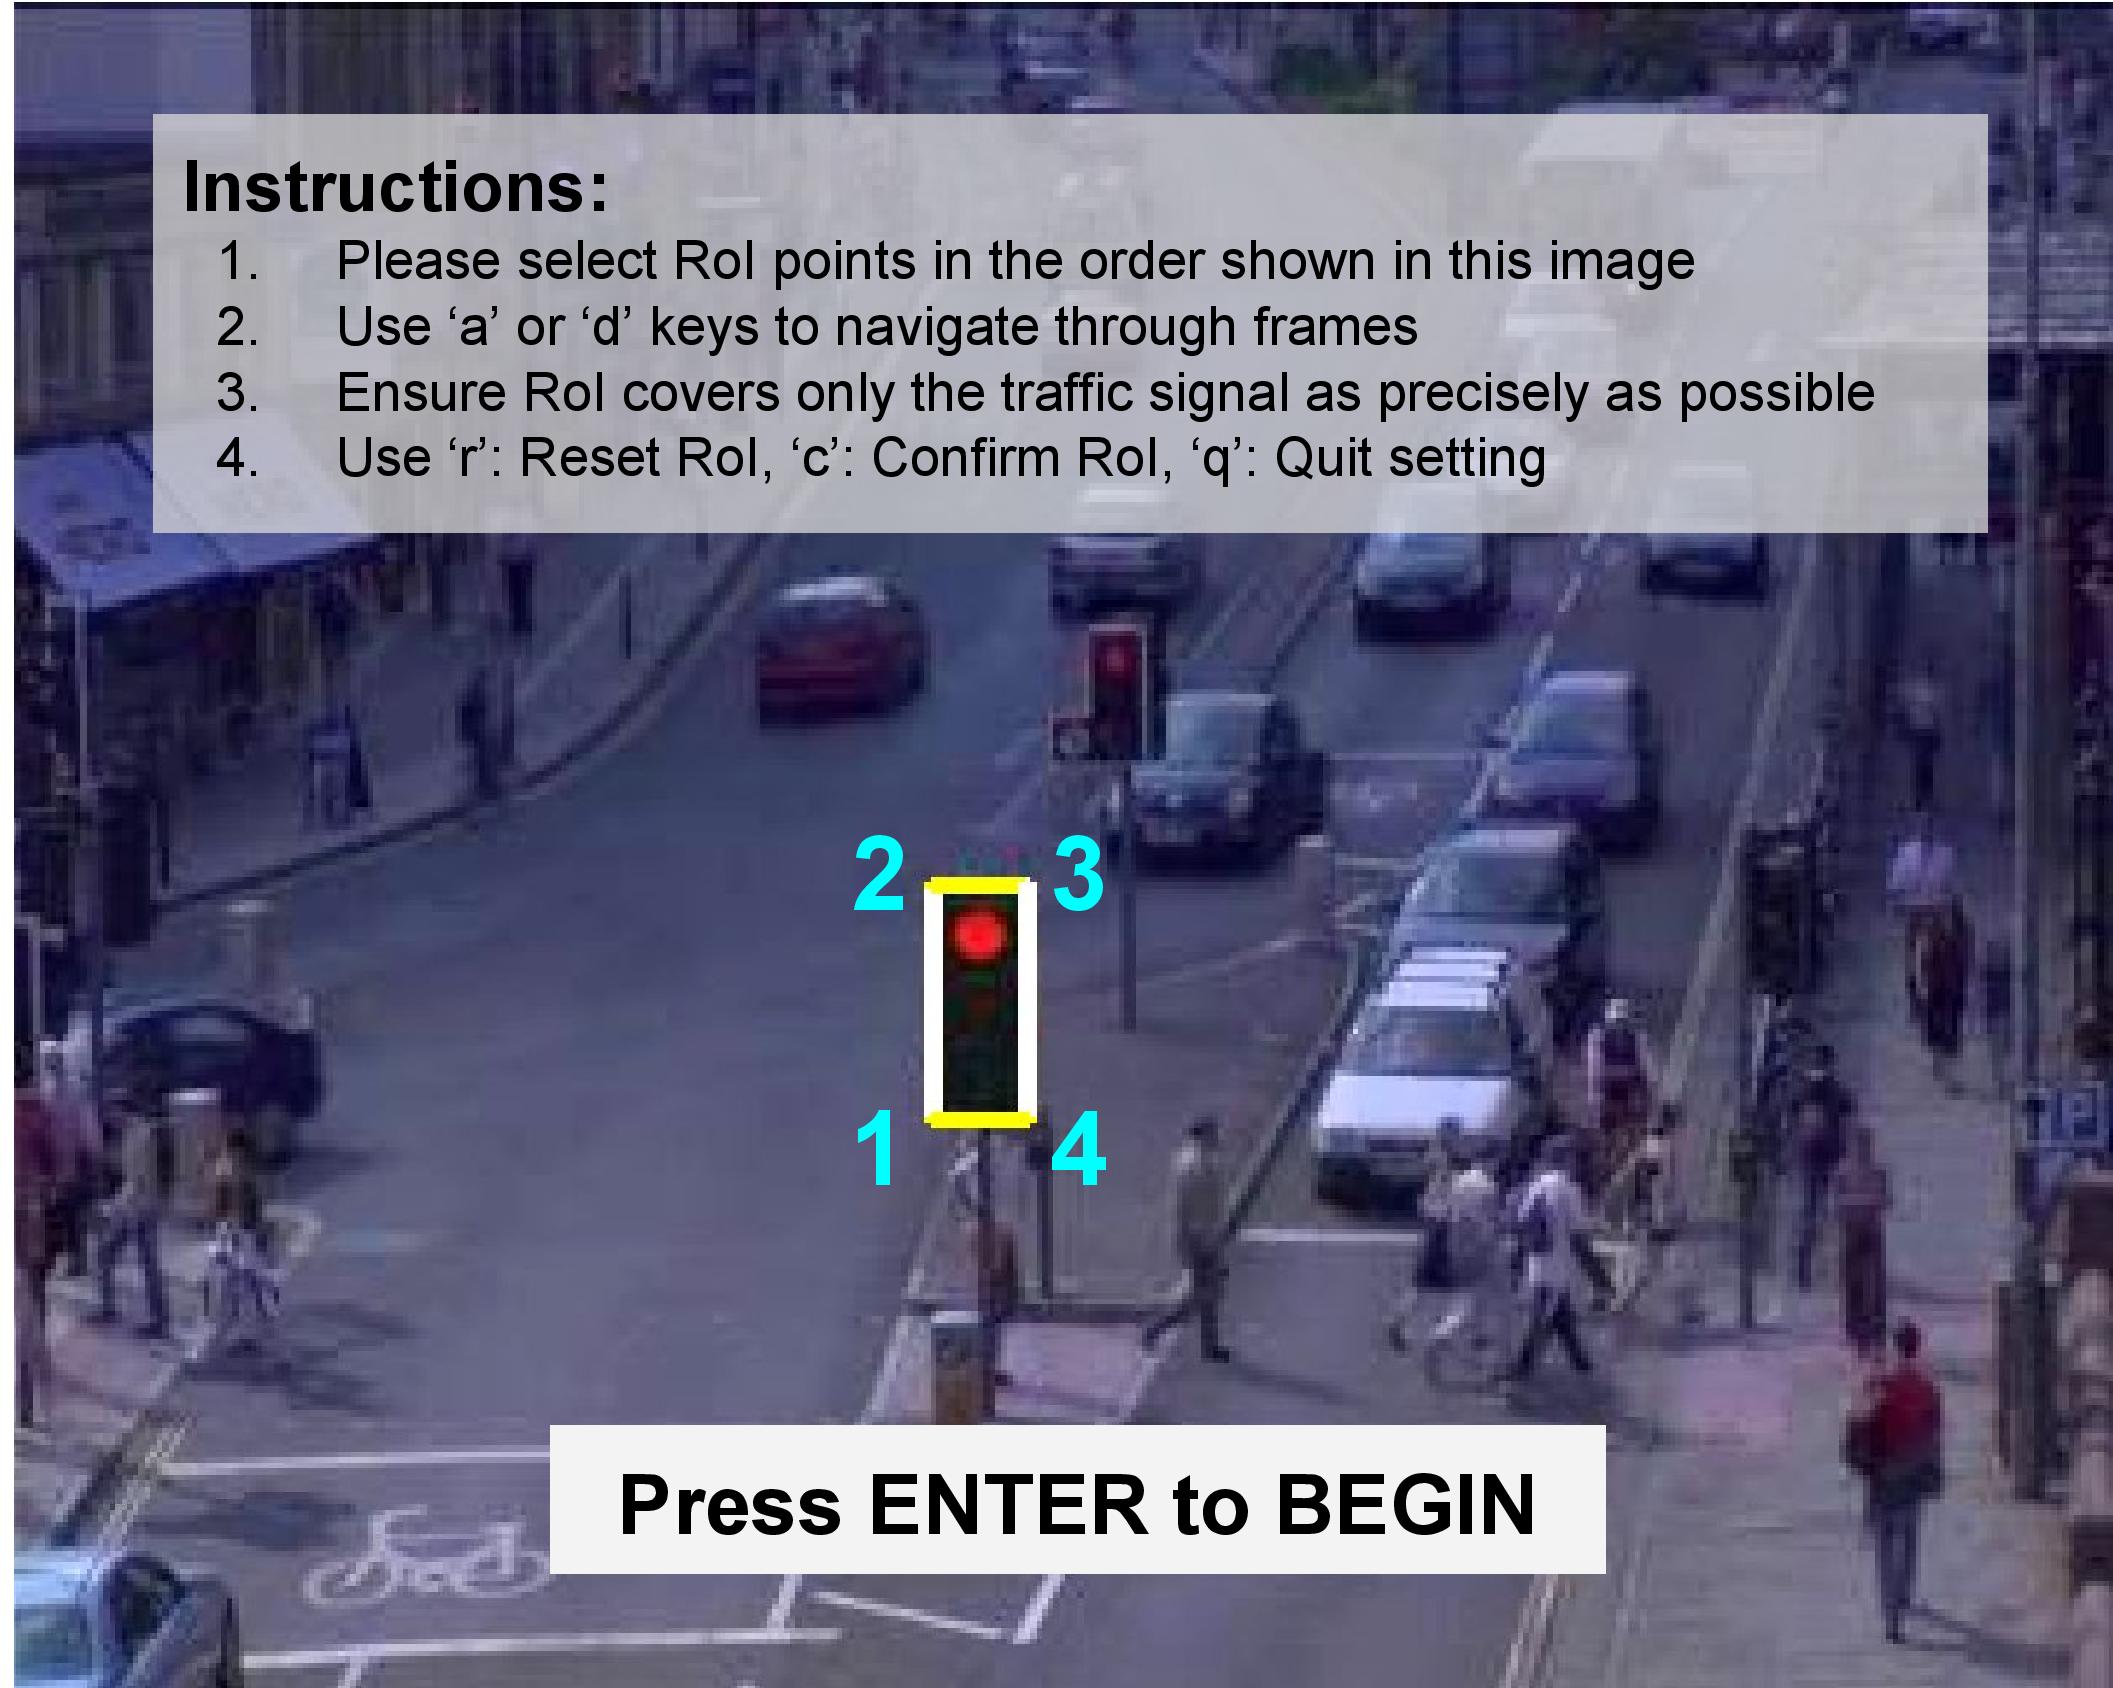 Instructions:
1. Please select RoI points in the order shown in this image
2. Use ‘a’ or ‘d’ keys to navigate through frames
3. Ensure RoI covers only the traffic signal as precisely as possible
4. Use ‘r’: Reset RoI, ‘c’: Confirm RoI, ‘q’: Quit setting
2 3
1 4
Press ENTER to BEGIN